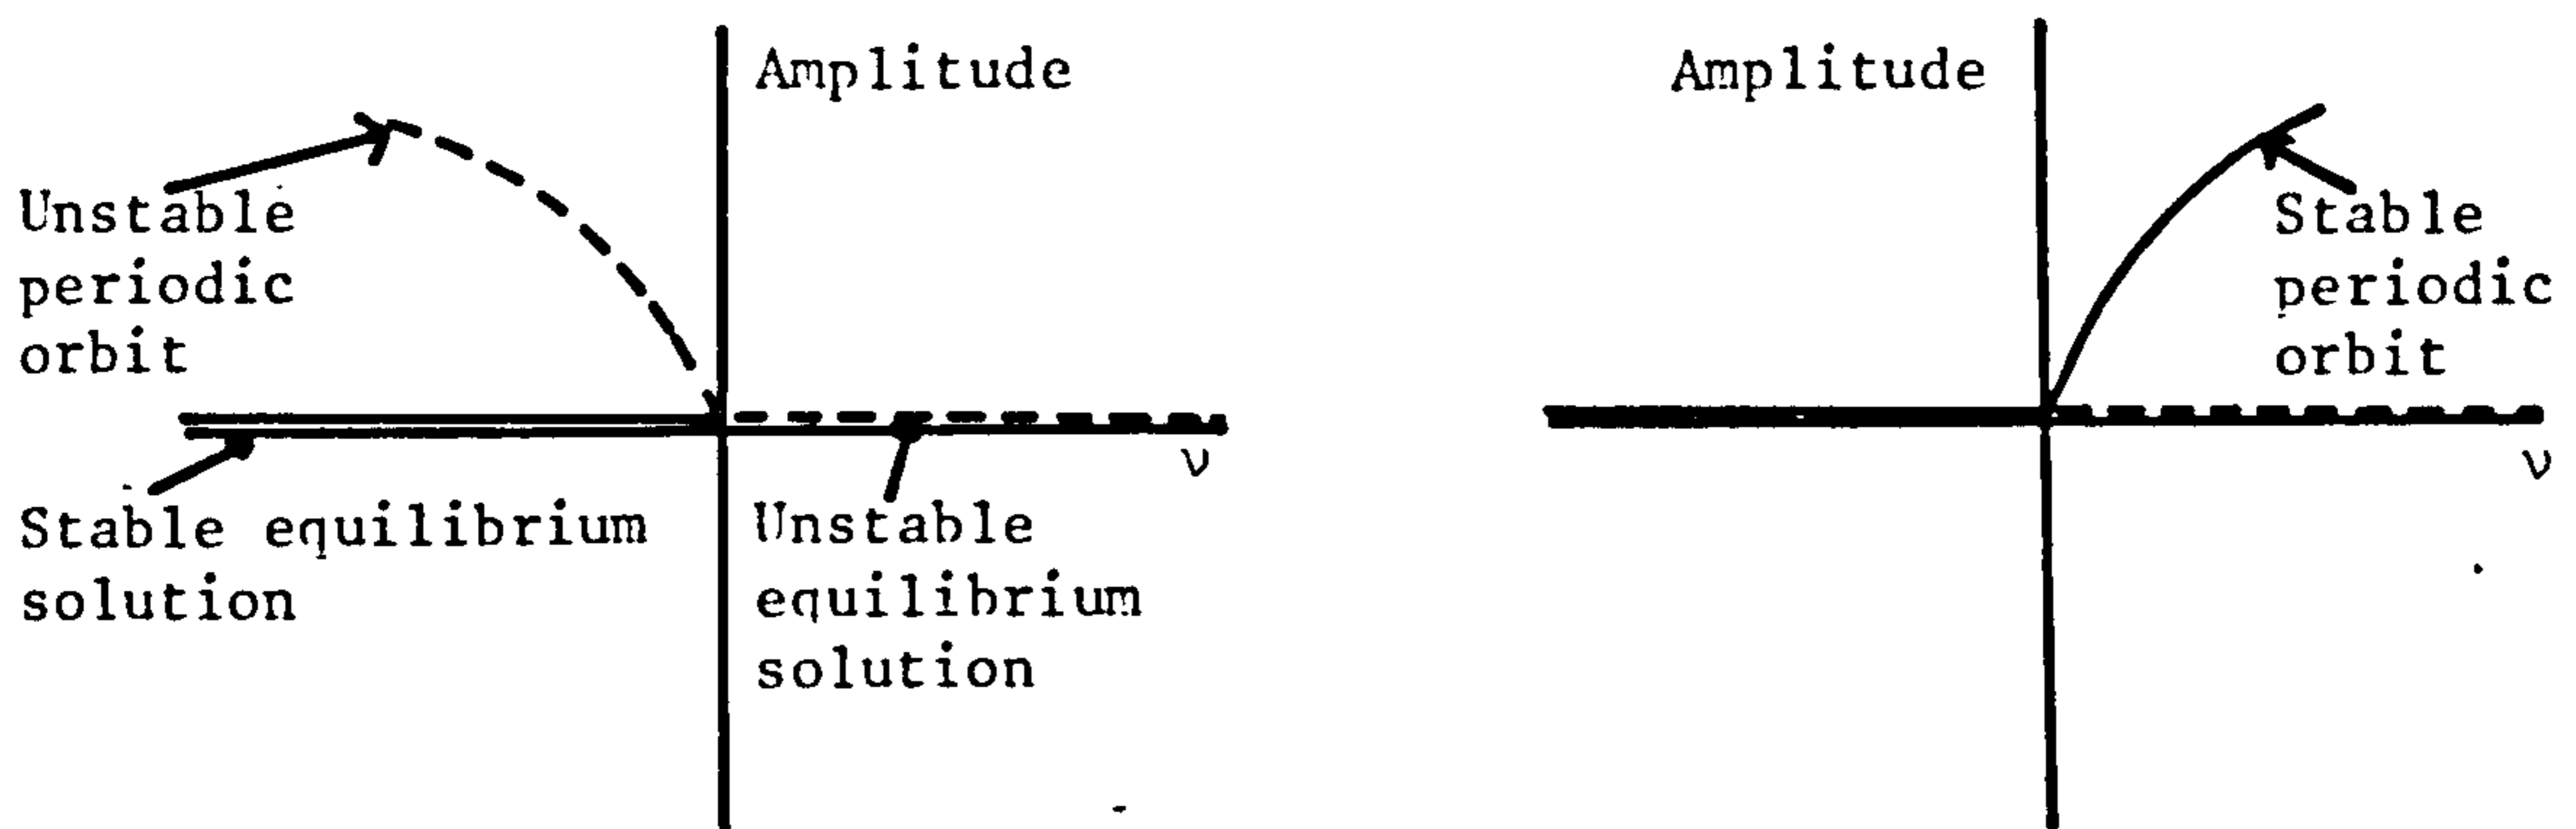 Amplitude
Unstable
periodic
orbit
Stable equilibrium
solution
Unstable
equilibrium
solution
ν
Amplitude
Stable
periodic
orbit
ν